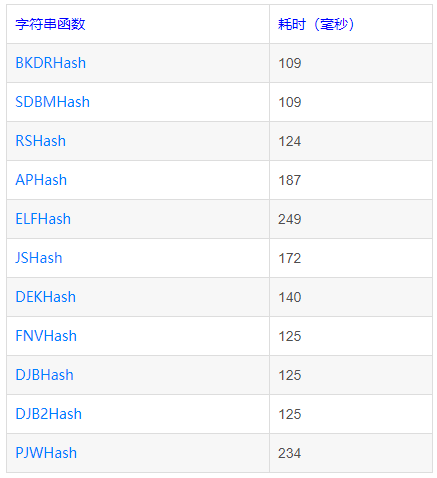 字符串函数 耗时（毫秒）
BKDRHash 109
SDBMHash 109
RSHash 124
APHash 187
ELFHash 249
JSHash 172
DEKHash 140
FNVHash 125
DJBHash 125
DJB2Hash 125
PJWHash 234